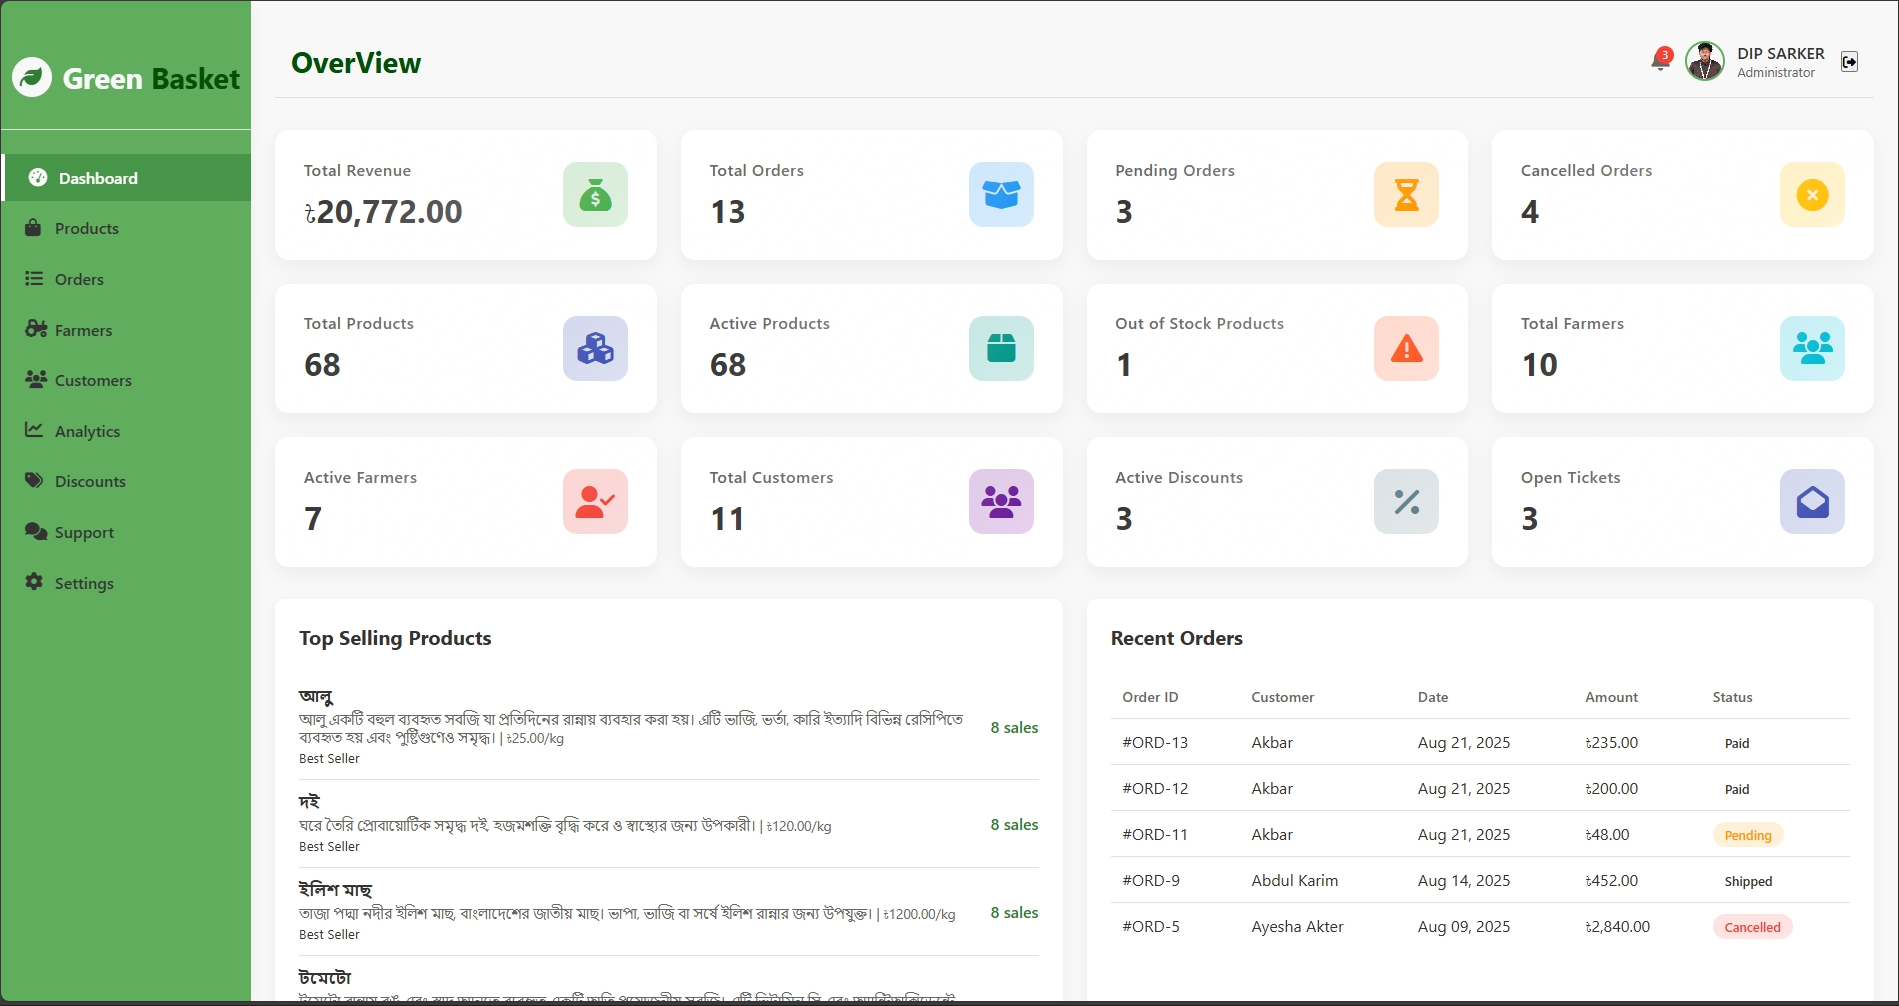 Green Basket
Dashboard
Products
Orders
Farmers
Customers
Analytics
Discounts
Support
Settings
OverView
3
DIP SARKER
Administrator
Total Revenue
৳20,772.00
Total Orders
13
Pending Orders
3
Cancelled Orders
4
Total Products
68
Active Products
68
Out of Stock Products
1
Total Farmers
10
Active Farmers
7
Total Customers
11
Active Discounts
3
Open Tickets
3
Top Selling Products
আলু
আলু একটি বহুল ব্যবহৃত সবজি যা প্রতিদিনের রান্নায় ব্যবহার করা হয়। এটি ভাজি, ভর্তা, কারি ইত্যাদি বিভিন্ন রেসিপিতে
ব্যবহৃত হয় এবং পুষ্টিগুণেও সমৃদ্ধ। | ৳25.00/kg
Best Seller
8 sales
দই
ঘরে তৈরি প্রোবায়োটিক সমৃদ্ধ দই, হজমশক্তি বৃদ্ধি করে ও স্বাস্থ্যের জন্য উপকারী। | ৳120.00/kg
Best Seller
8 sales
ইলিশ মাছ
তাজা পদ্মা নদীর ইলিশ মাছ, বাংলাদেশের জাতীয় মাছ। ভাপা, ভাজি বা সর্ষে ইলিশ রান্নার জন্য উপযুক্ত। | ৳1200.00/kg
Best Seller
8 sales
টমেটো
Recent Orders
Order ID Customer Date Amount Status
#ORD-13 Akbar Aug 21, 2025 ৳235.00 Paid
#ORD-12 Akbar Aug 21, 2025 ৳200.00 Paid
#ORD-11 Akbar Aug 21, 2025 ৳48.00 Pending
#ORD-9 Abdul Karim Aug 14, 2025 ৳452.00 Shipped
#ORD-5 Ayesha Akter Aug 09, 2025 ৳2,840.00 Cancelled